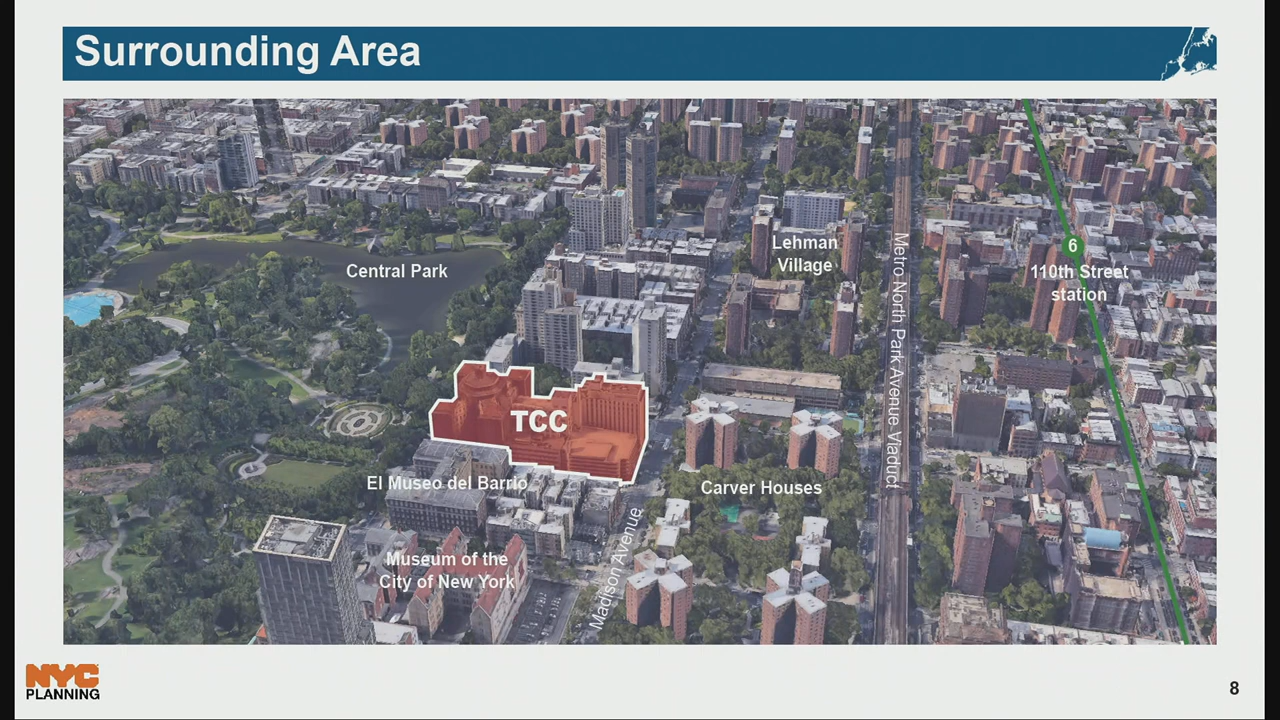 Surrounding Area
Central Park
Lehman
Village
Metro-North Park Avenue Viaduct
6
110th Street
station
TCC
El Museo del Barrio
Carver Houses
Museum of the
City of New York
Madison Avenue
NYC
PLANNING
8